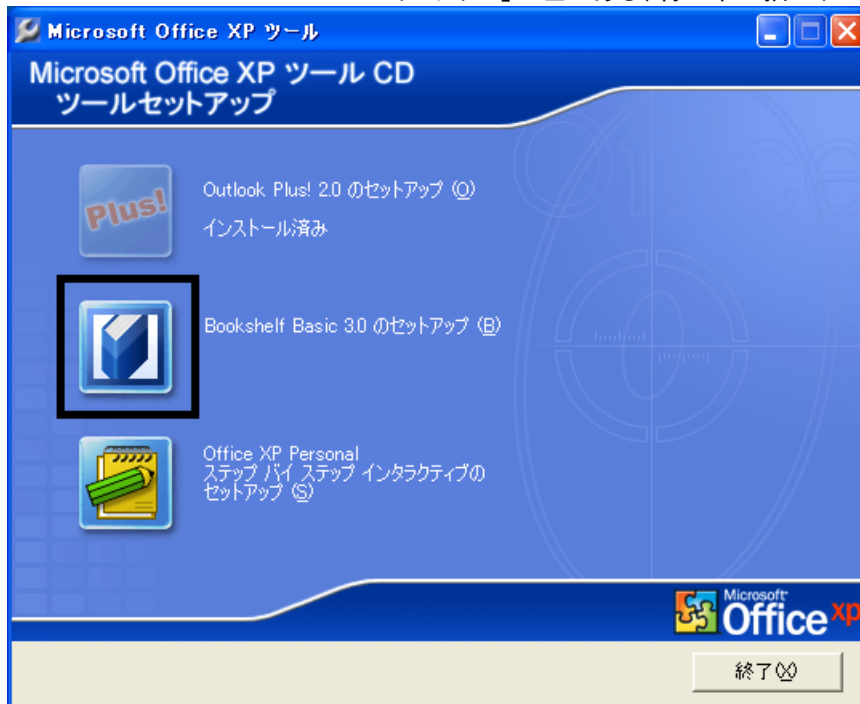 Microsoft Office XP ツール
Microsoft Office XP ツール CD
ツールセットアップ
Plus!
Outlook Plus! 2.0 のセットアップ (O)
インストール済み
Bookshelf Basic 3.0 のセットアップ (B)
Office XP Personal
ステップ バイ ステップ インタラクティブの
セットアップ (S)
Office
Microsoft
Office xp
終了(X)